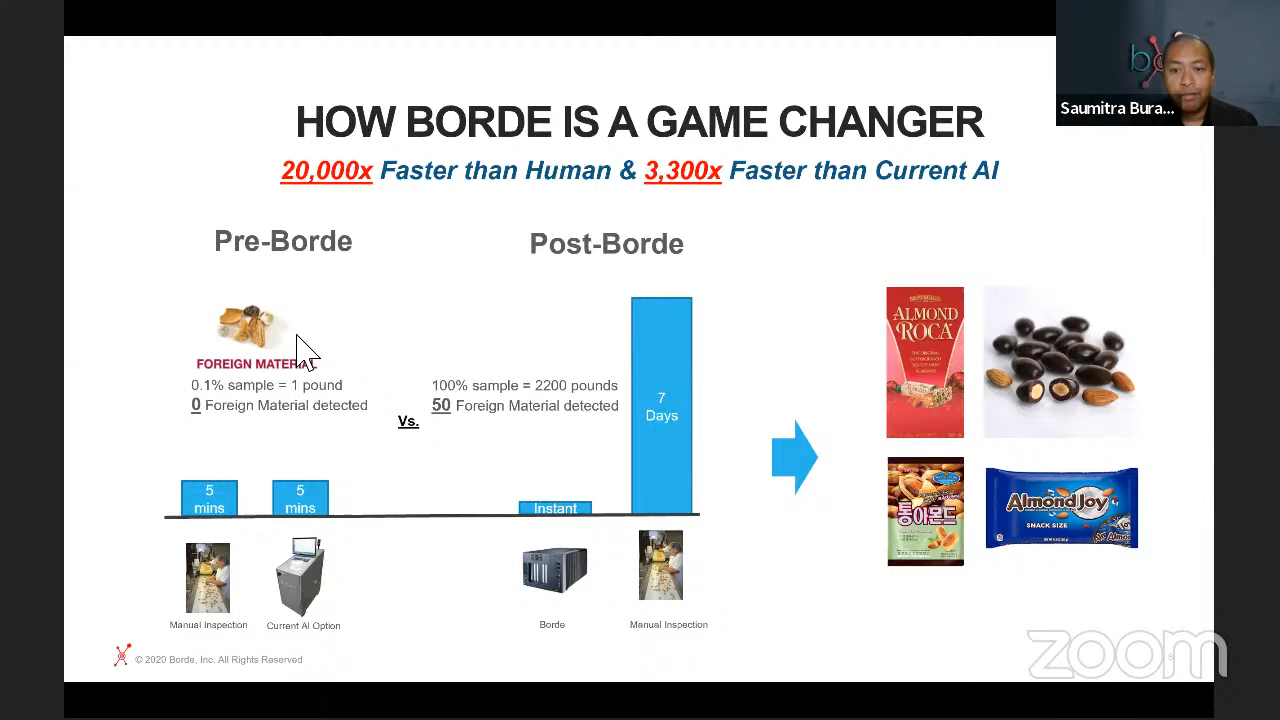 HOW BORDE IS A GAME CHANGER
20,000x Faster than Human & 3,300x Faster than Current AI
Saumitra Bura...
Pre-Borde
Post-Borde
FOREIGN MATERIAL
0.1% sample = 1 pound
0 Foreign Material detected
Vs.
100% sample = 2200 pounds
50 Foreign Material detected
5
mins
5
mins
Instant
7
Days
Manual Inspection
Current AI Option
Borde
Manual Inspection
ALMOND
ROCA
THE ORIGINAL
통아몬드
AlmondJoy
SNACK SIZE
© 2020 Borde, Inc. All Rights Reserved
8
zoom